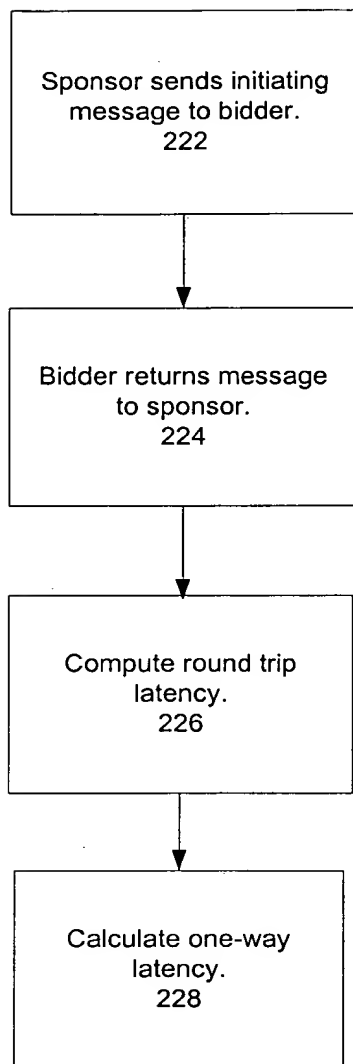 Sponsor sends initiating
message to bidder.
222
Bidder returns message
to sponsor.
224
Compute round trip
latency.
226
Calculate one-way
latency.
228